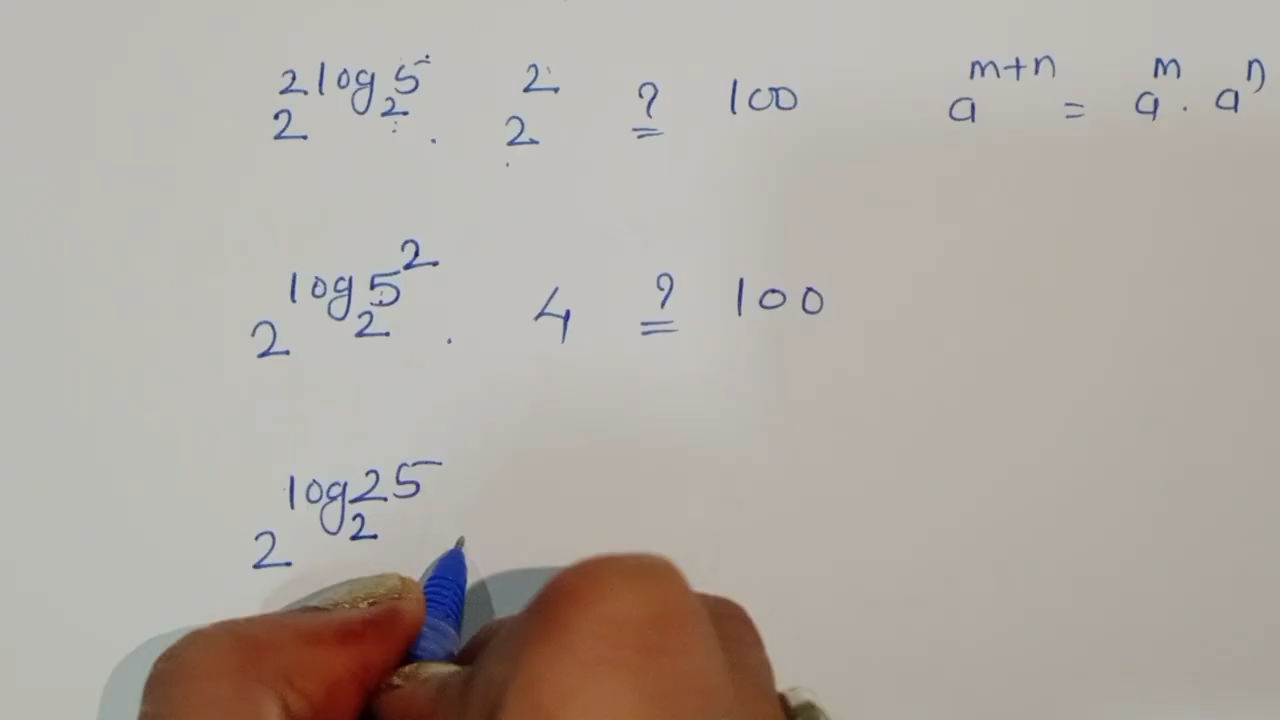 2^{2log_2 5} . 2^2 ≟ 100 a^{m+n} = a^m . a^n
2^{log_2 5^2} . 4 ≟ 100
2^{log_2 25}